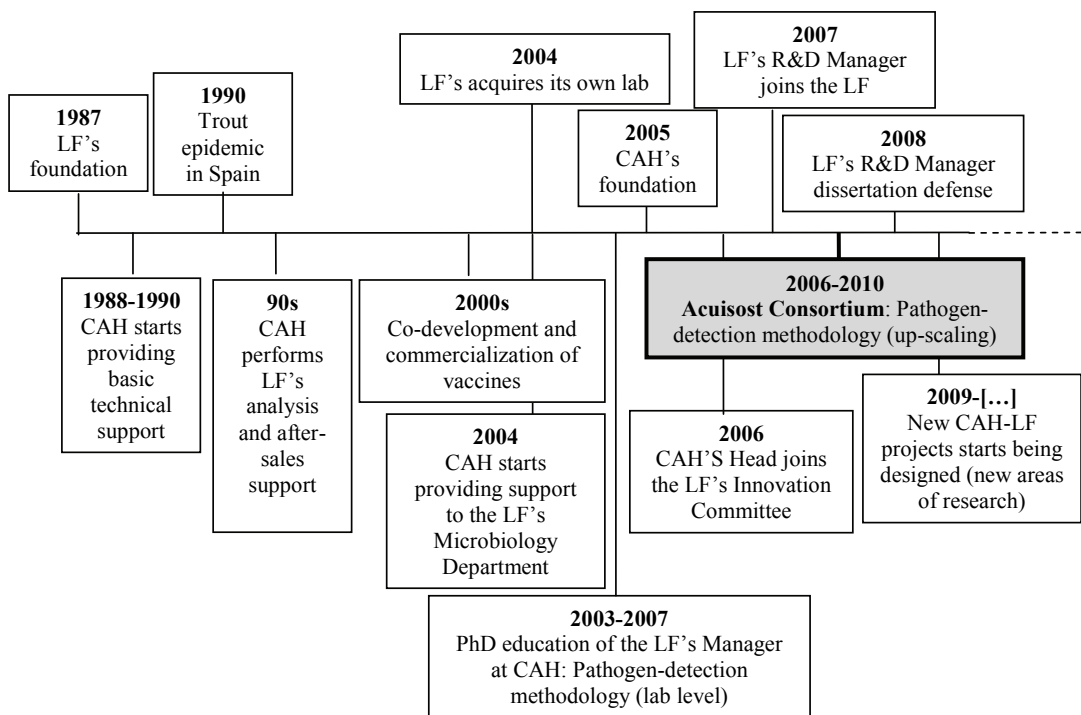 1987
LF's
foundation
1990
Trout
epidemic
in Spain
2004
LF's acquires its own lab
2005
CAH's
foundation
2007
LF's R&D Manager
joins the LF
2008
LF's R&D Manager
dissertation defense
1988-1990
CAH starts
providing
basic
technical
support
90s
CAH
performs
LF's
analysis
and after-
sales
support
2000s
Co-development and
commercialization of
vaccines
2004
CAH starts
providing support
to the LF's
Microbiology
Department
2003-2007
PhD education of the LF's Manager
at CAH: Pathogen-detection
methodology (lab level)
2006-2010
Acuisost Consortium: Pathogen-
detection methodology (up-scaling)
2006
CAH'S Head joins
the LF's Innovation
Committee
2009-[…]
New CAH-LF
projects starts being
designed (new areas
of research)